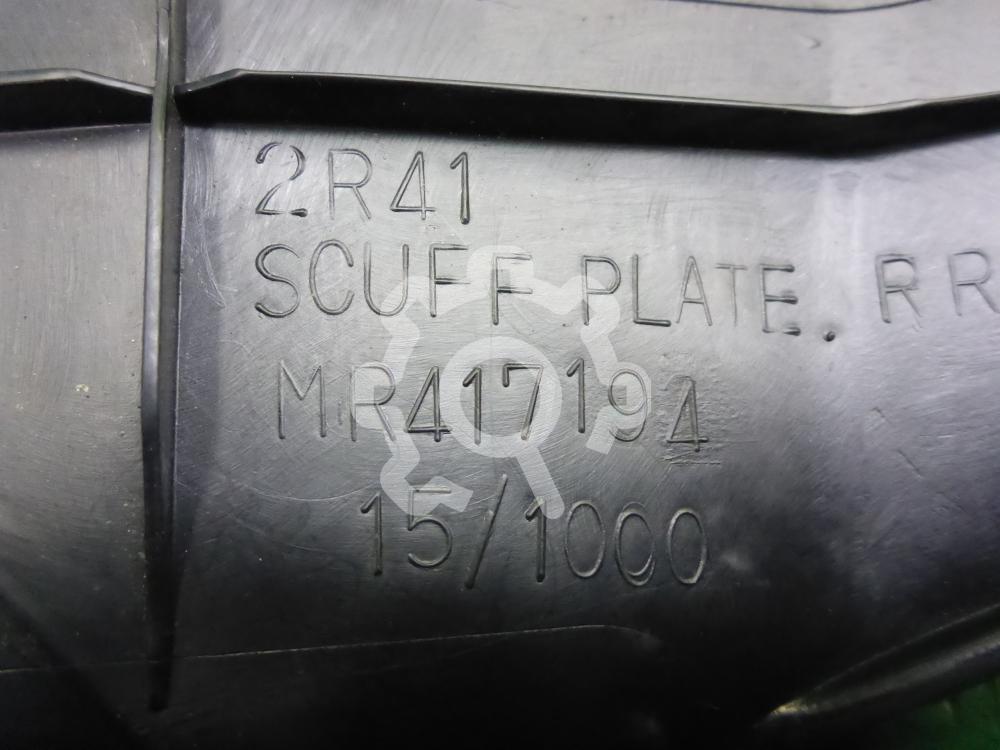 2R41
SCUFF PLATE. RR
MR417194
15/1000